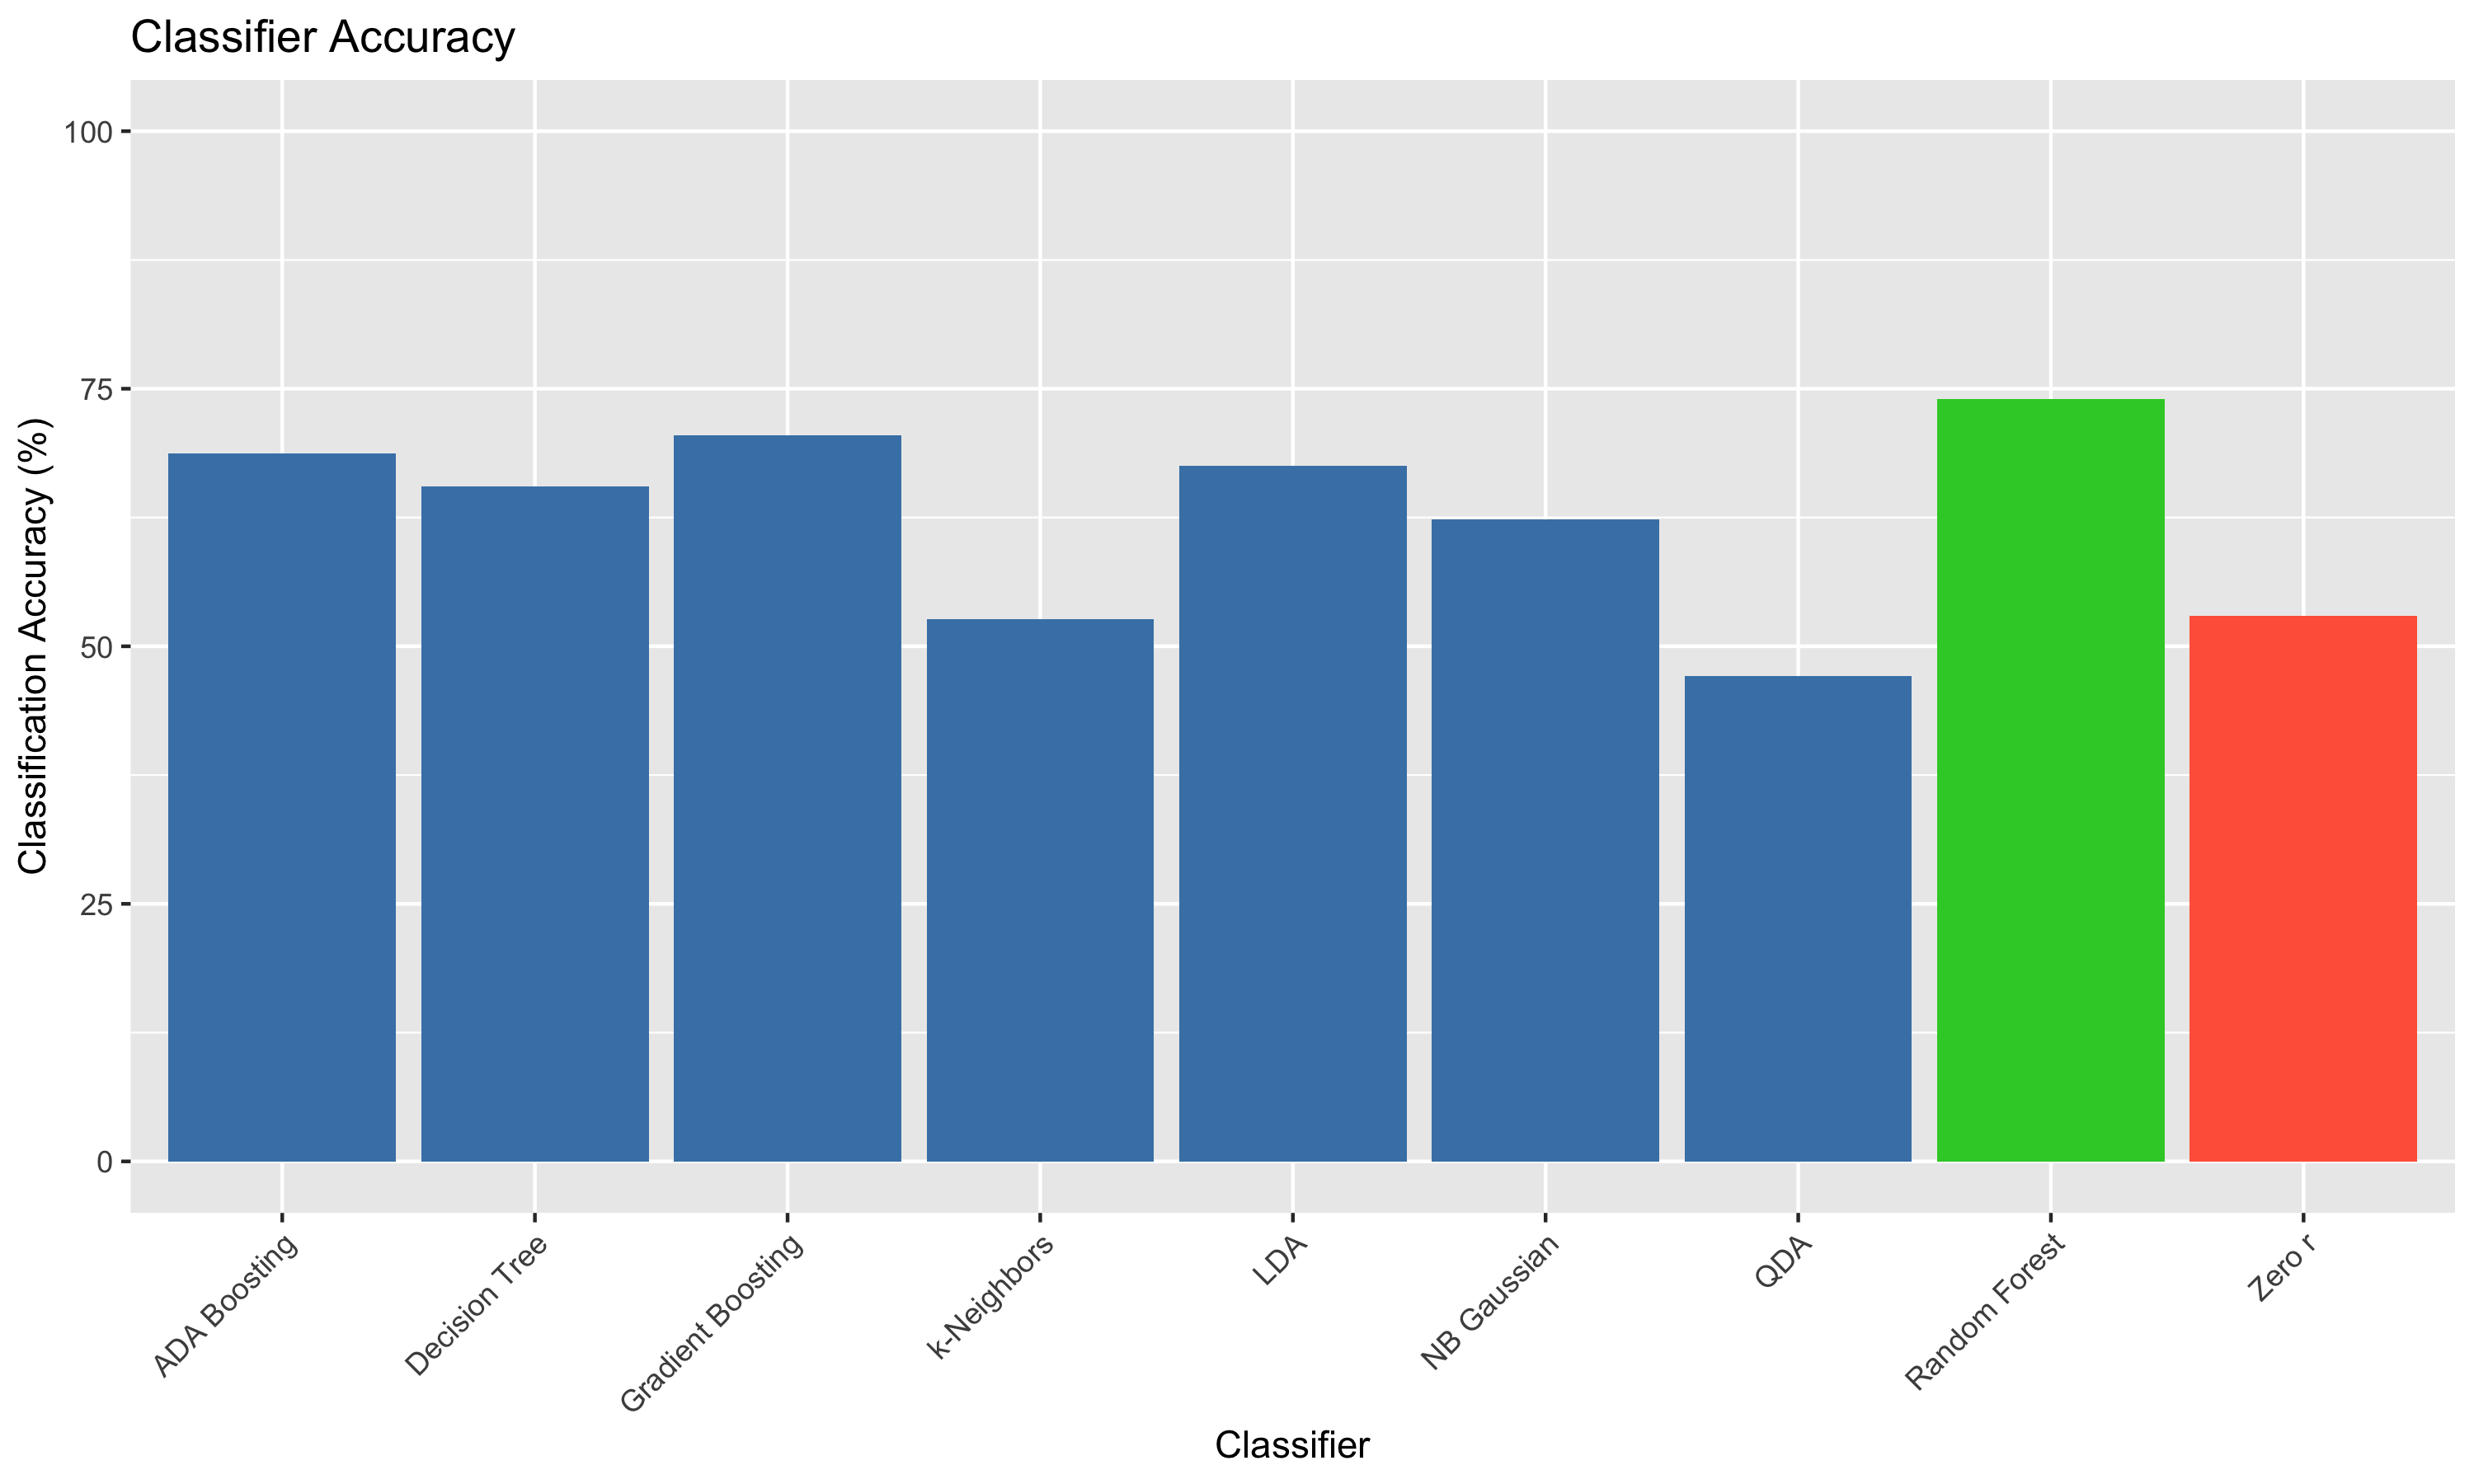 Classifier Accuracy
Classification Accuracy (%)
100
75
50
25
0
ADA Boosting
Decision Tree
Gradient Boosting
k-Neighbors
LDA
NB Gaussian
QDA
Random Forest
Zero r
Classifier